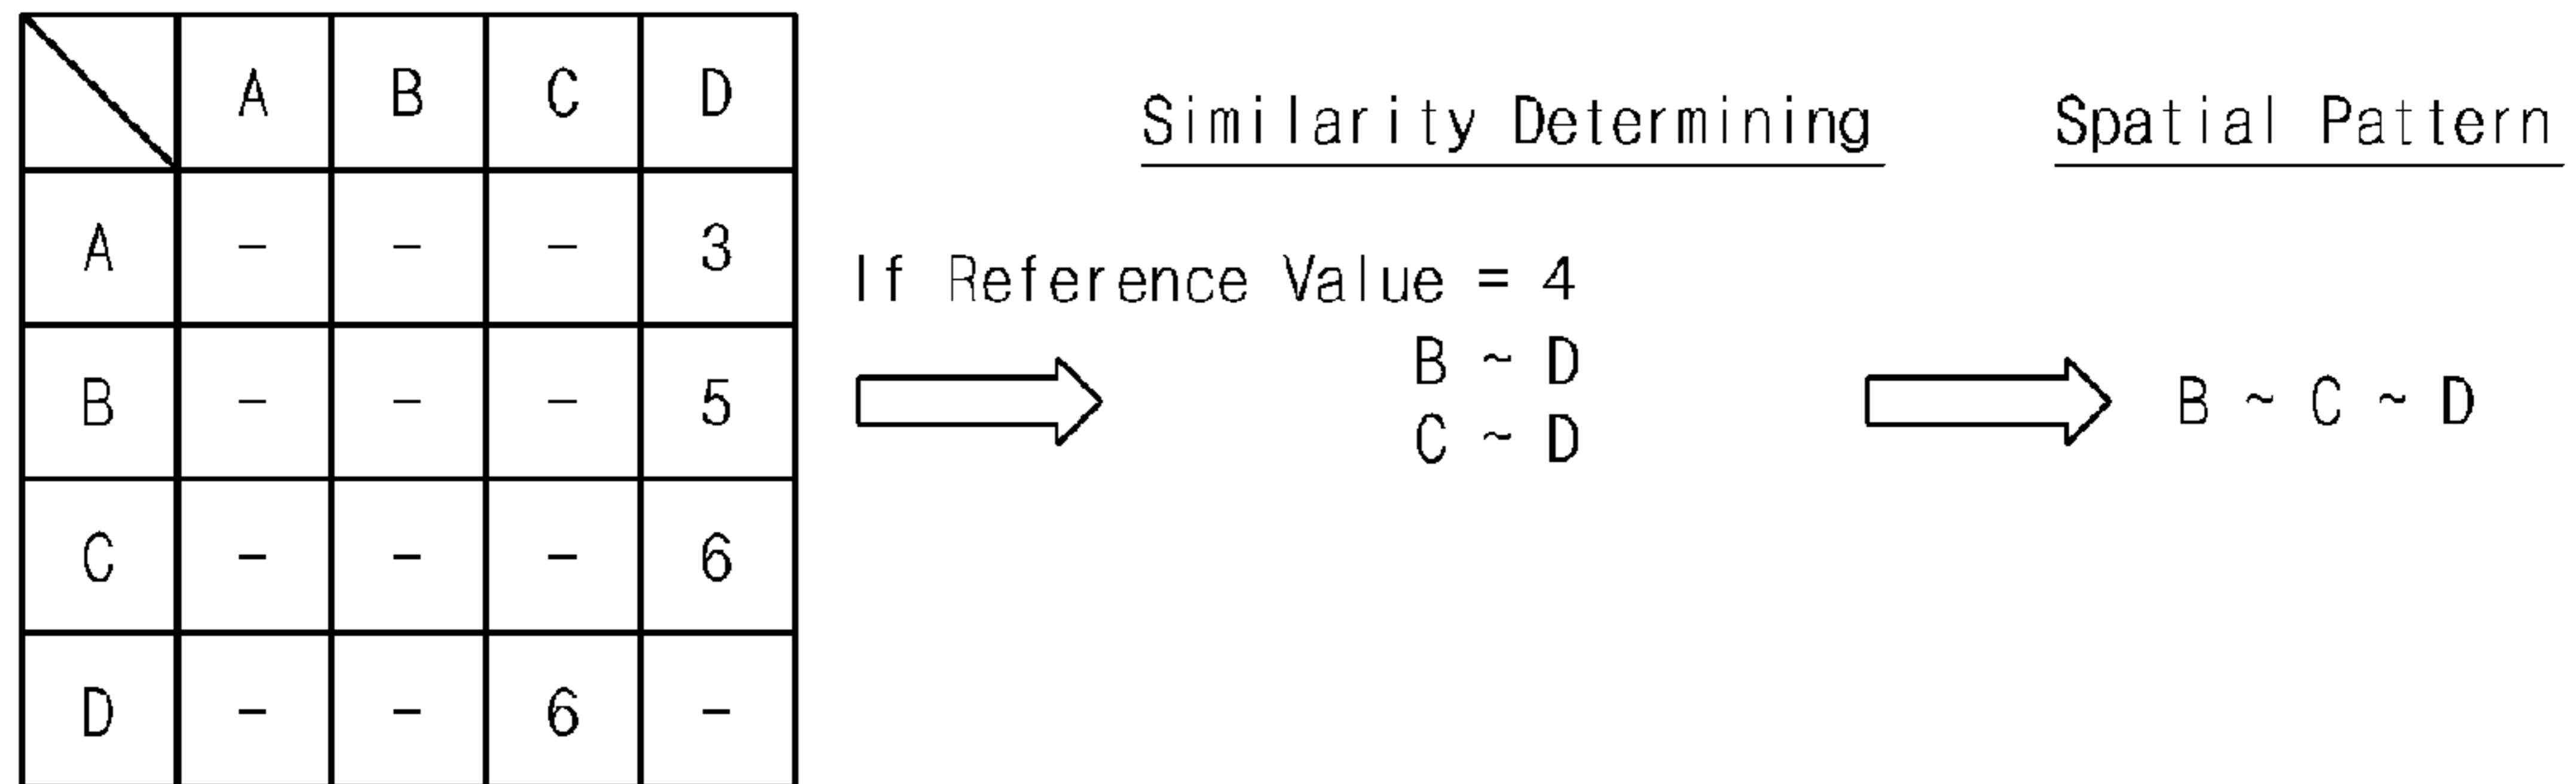 A B C D
A - - - 3
B - - - 5
C - - - 6
D - - 6 -
Similarity Determining
Spatial Pattern
If Reference Value = 4
B ~ D
C ~ D
B ~ C ~ D